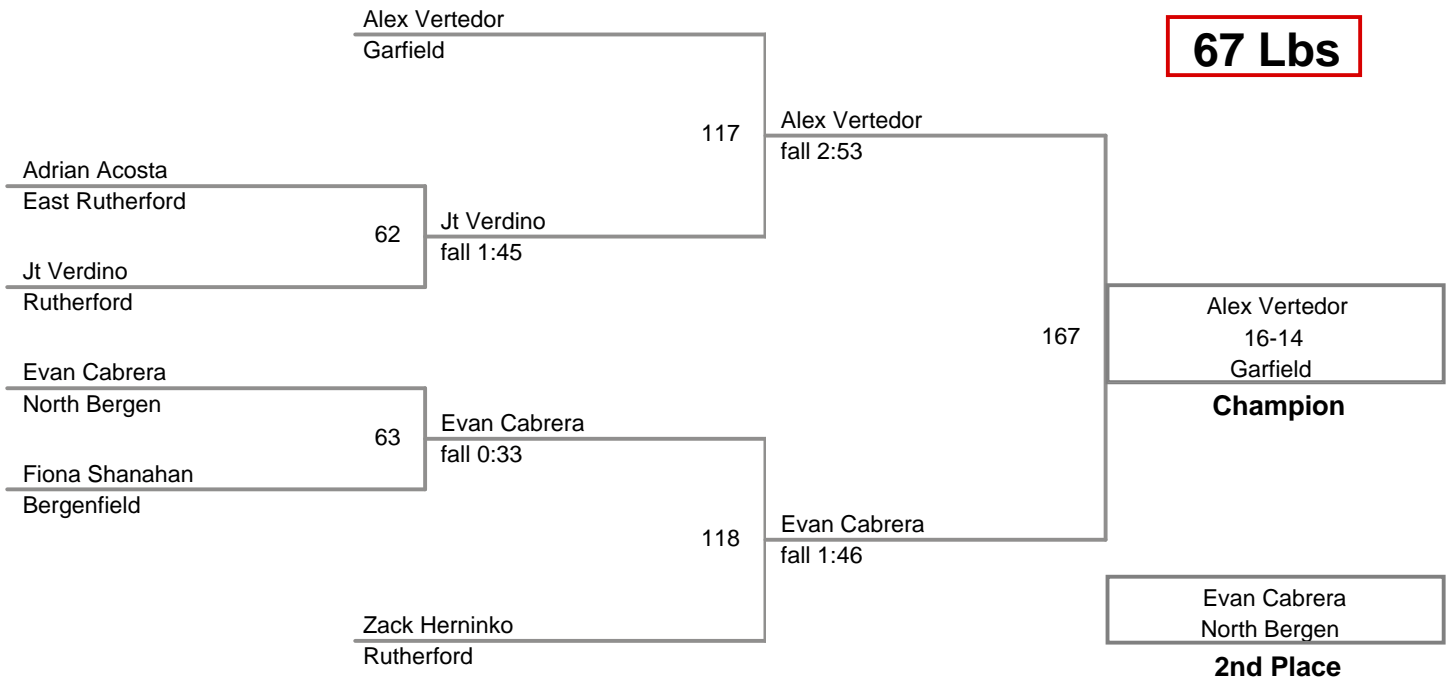 Alex Vertedor
Garfield
67 Lbs
117
Alex Vertedor
fall 2:53
Adrian Acosta
East Rutherford
62
Jt Verdino
fall 1:45
Jt Verdino
Rutherford
167
Alex Vertedor
16-14
Garfield
Champion
Evan Cabrera
North Bergen
63
Evan Cabrera
fall 0:33
Fiona Shanahan
Bergenfield
118
Evan Cabrera
fall 1:46
Zack Herninko
Rutherford
Evan Cabrera
North Bergen
2nd Place